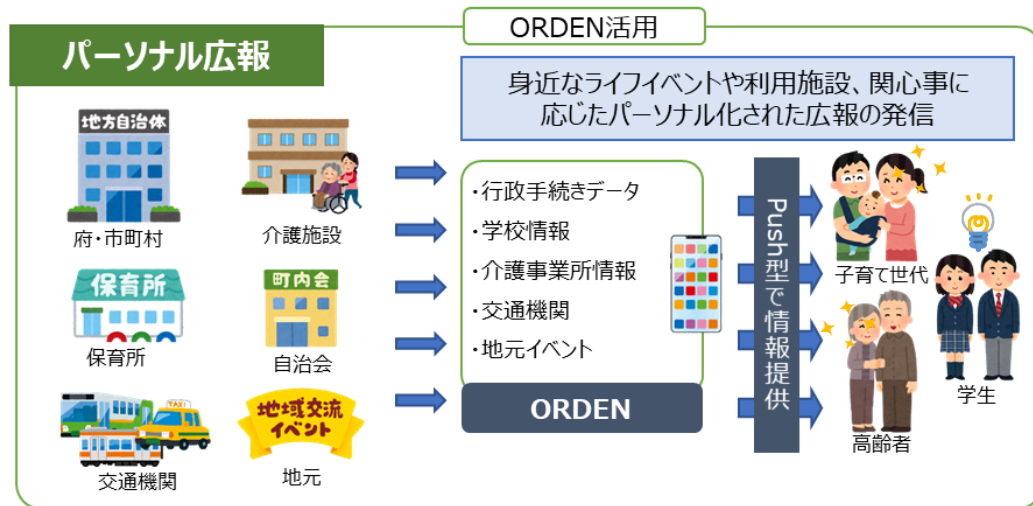 ORDEN活用
パーソナル広報
身近なライフイベントや利用施設、関心事に
応じたパーソナル化された広報の発信
地方自治体
府・市町村
介護施設
保育所
保育所
町内会
自治会
TAXI
交通機関
地域交流
イベント
地元
・行政手続きデータ
・学校情報
・介護事業所情報
・交通機関
・地元イベント
ORDEN
Push型で情報提供
子育て世代
高齢者
学生